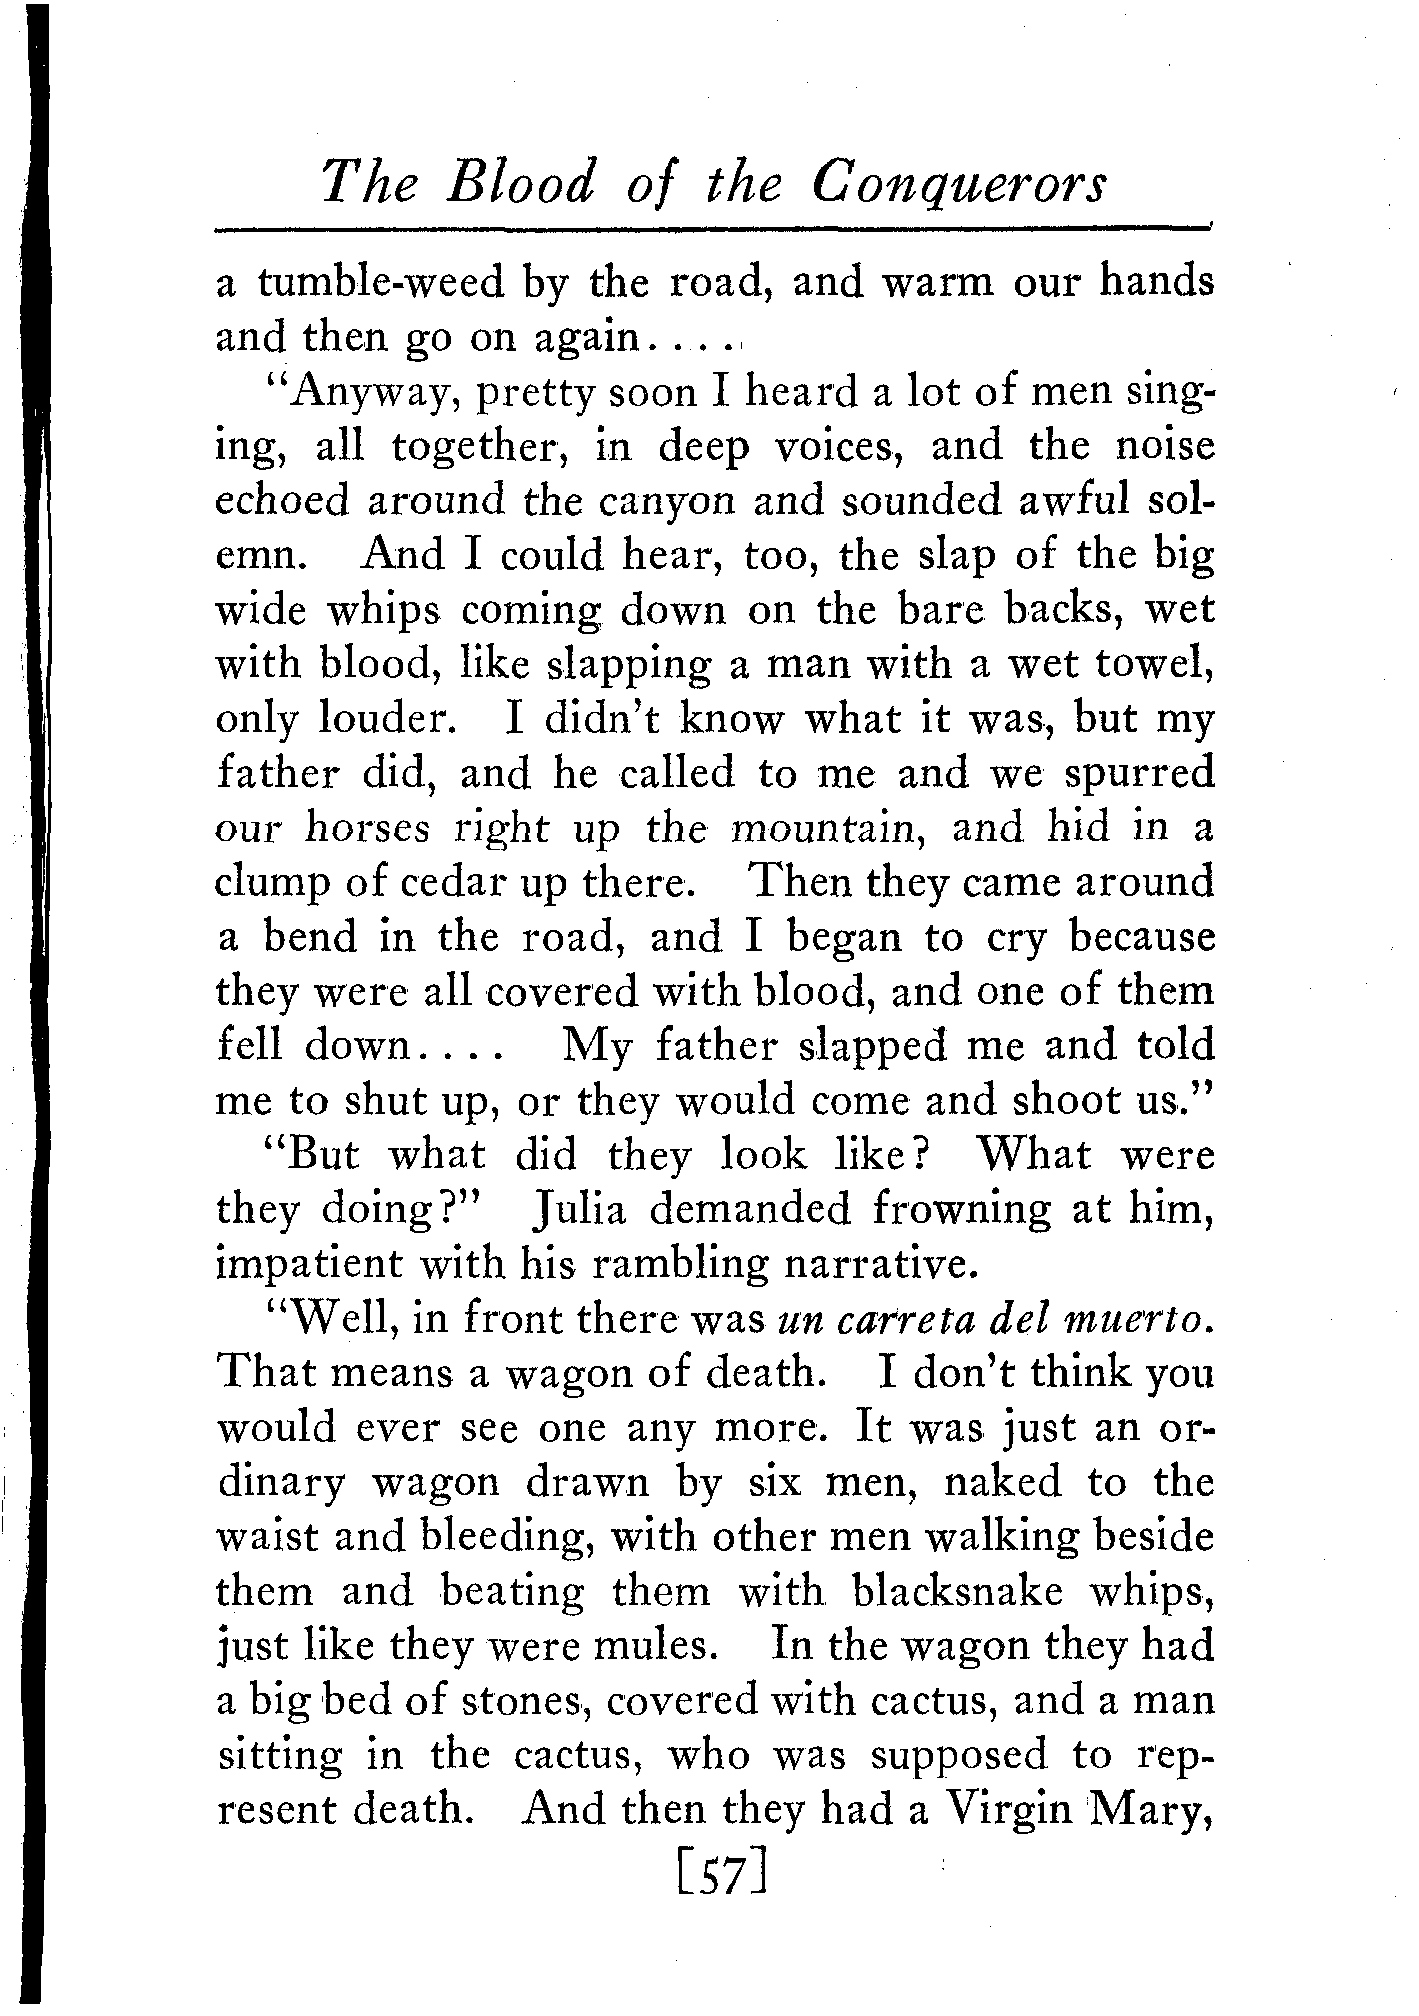 The Blood of the Conquerors
a tumble-weed by the road, and warm our hands
and then go on again. . . .
"Anyway, pretty soon I heard a lot of men sing-
ing, all together, in deep voices, and the noise
echoed around the canyon and sounded awful sol-
emn. And I could hear, too, the slap of the big
wide whips coming down on the bare backs, wet
with blood, like slapping a man with a wet towel,
only louder. I didn't know what it was, but my
father did, and he called to me and we spurred
our horses right up the mountain, and hid in a
clump of cedar up there. Then they came around
a bend in the road, and I began to cry because
they were all covered with blood, and one of them
fell down. . . . My father slapped me and told
me to shut up, or they would come and shoot us."
"But what did they look like? What were
they doing?" Julia demanded frowning at him,
impatient with his rambling narrative.
"Well, in front there was un carreta del muerto.
That means a wagon of death. I don't think you
would ever see one any more. It was just an or-
dinary wagon drawn by six men, naked to the
waist and bleeding, with other men walking beside
them and beating them with blacksnake whips,
just like they were mules. In the wagon they had
a big bed of stones, covered with cactus, and a man
sitting in the cactus, who was supposed to rep-
resent death. And then they had a Virgin Mary,
[57]